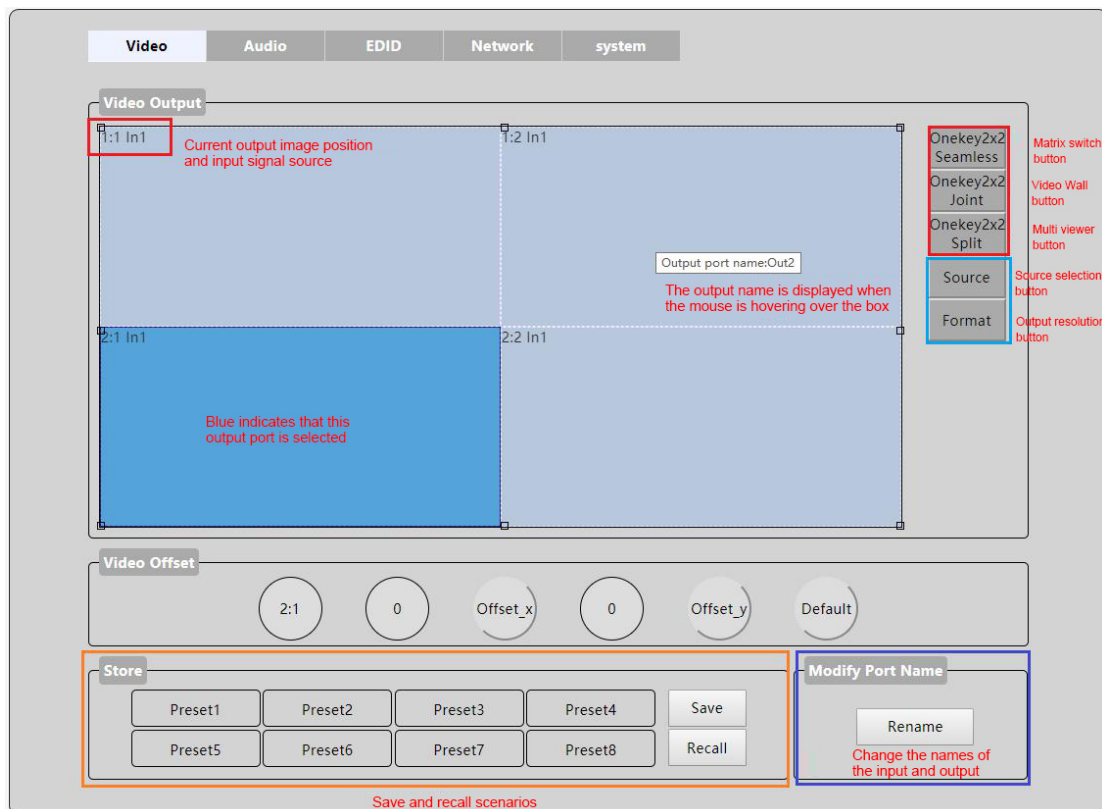 Video
Audio
EDID
Network
system
Video Output
1:1 In1
Current output image position
and input signal source
1:2 In1
Onekey2x2
Seamless
Matrix switch
button
Onekey2x2
Joint
Video Wall
button
Onekey2x2
Split
Multi viewer
button
Output port name:Out2
The output name is displayed when
the mouse is hovering over the box
Source
Source selection
button
Format
Output resolution
button
2:1 In1
2:2 In1
Blue indicates that this
output port is selected
Video Offset
2:1
0
Offset_x
0
Offset_y
Default
Store
Preset1
Preset2
Preset3
Preset4
Save
Preset5
Preset6
Preset7
Preset8
Recall
Save and recall scenarios
Modify Port Name
Rename
Change the names of
the input and output